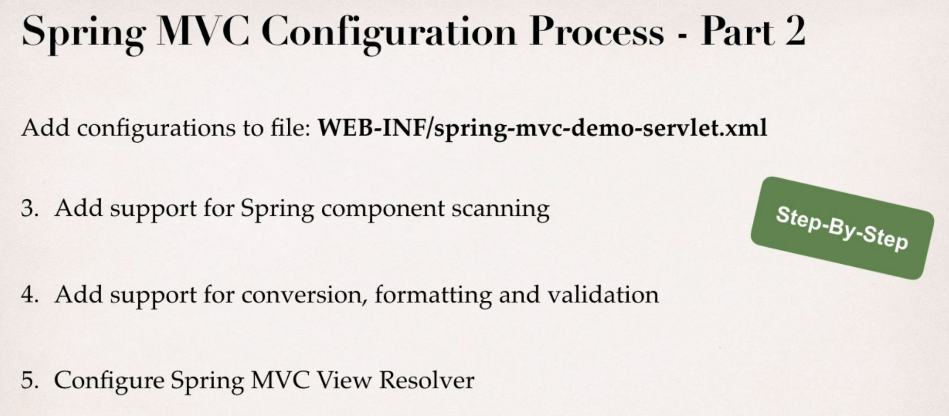 Spring MVC Configuration Process - Part 2
Add configurations to file: WEB-INF/spring-mvc-demo-servlet.xml
3. Add support for Spring component scanning
Step-By-Step
4. Add support for conversion, formatting and validation
5. Configure Spring MVC View Resolver